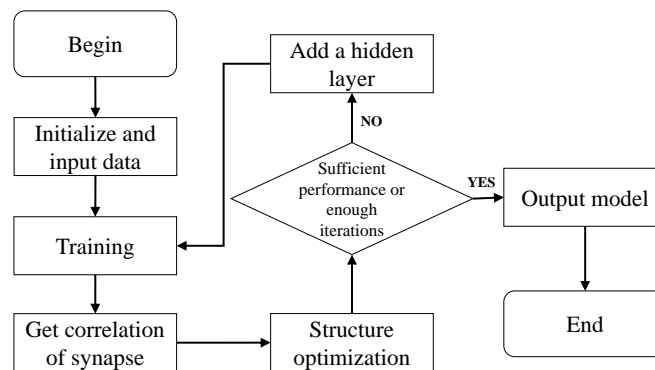 Begin
Initialize and
input data
Training
Get correlation
of synapse
Structure
optimization
Sufficient
performance or
enough
iterations
NO
Add a hidden
layer
YES
Output model
End